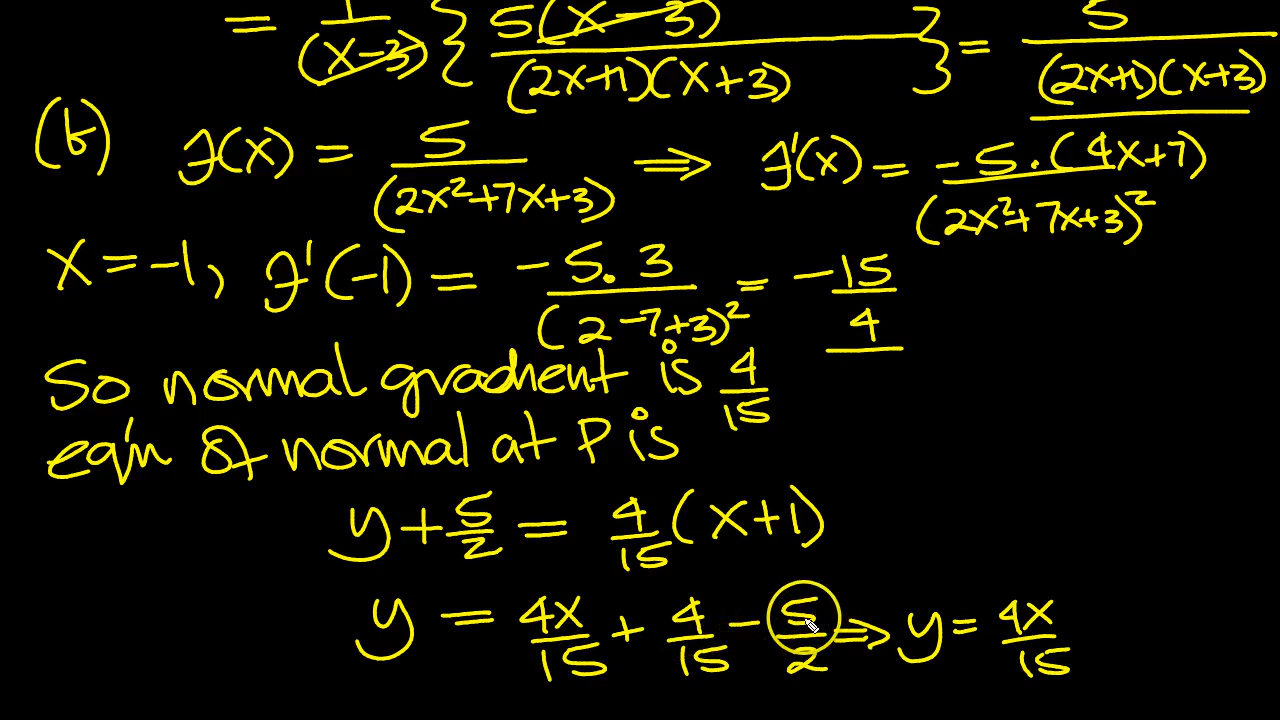 = 1/(x-3) { 5(x-3)/(2x+1)(x+3) } = 5/(2x+1)(x+3)
(b) f(x) = 5/(2x²+7x+3) ⟹ f'(x) = -5.(4x+7)/(2x²+7x+3)²
x = -1, f'(-1) = -5.3/(2-7+3)² = -15/4
So normal gradient is 4/15
eq'n of normal at P is
y + 5/2 = 4/15(x+1)
y = 4x/15 + 4/15 - 5/2 ⟹ y = 4x/15